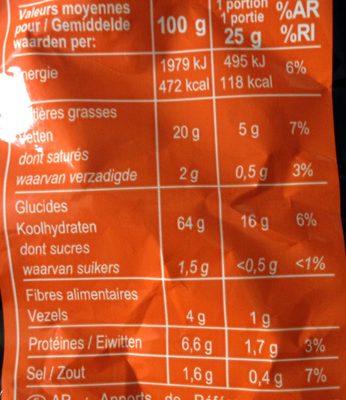 Valeurs moyennes
pour / Gemiddelde
waarden per:
100 g
1 portion
1 portie
25 g
%AR
%RI
nergie
1979 kJ 495 kJ
472 kcal 118 kcal 6%
tières grasses
Vetten 20 g 5 g 7%
dont saturés
waarvan verzadigde 2 g 0,5 g 3%
Glucides
Koolhydraten 64 g 16 g 6%
dont sucres
waarvan suikers 1,5 g <0,5 g <1%
Fibres alimentaires
Vezels 4 g 1 g
Protéines / Eiwitten 6,6 g 1,7 g 3%
Sel / Zout 1,6 g 0,4 g 7%